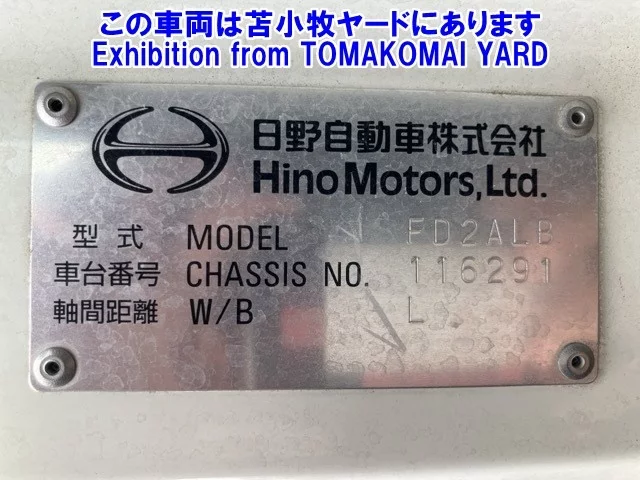 この車両は苫小牧ヤードにあります
Exhibition from TOMAKOMAI YARD
日野自動車株式会社
Hino Motors, Ltd.
型式 MODEL FD2ALB
車台番号 CHASSIS NO. 116291
軸間距離 W/B L